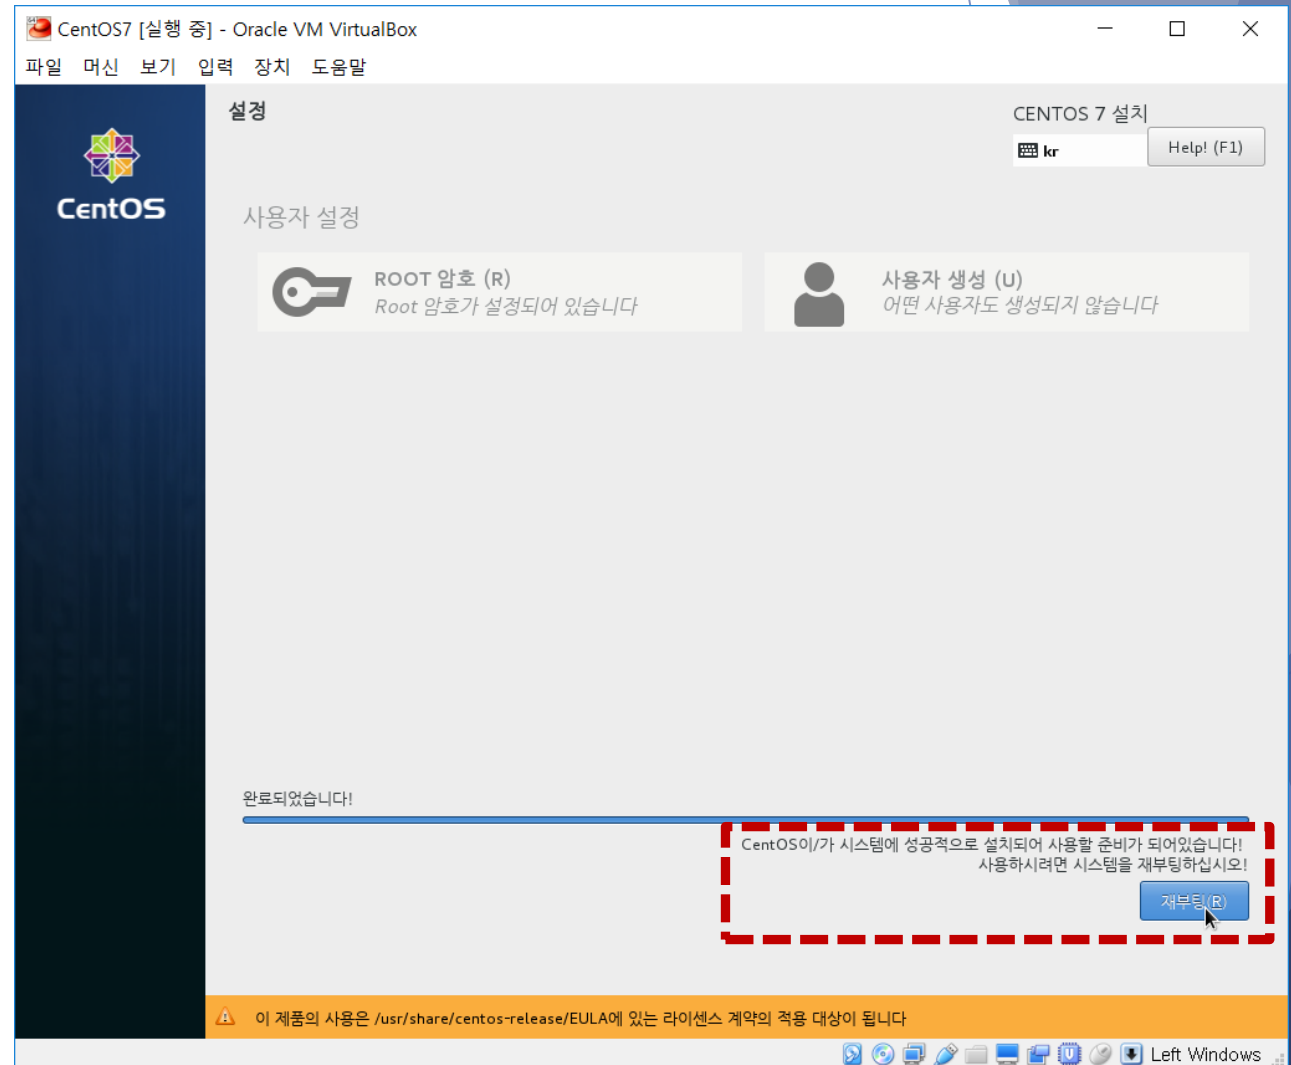 CentOS7 [실행 중] - Oracle VM VirtualBox
파일 머신 보기 입력 장치 도움말
CentOS
설정
CENTOS 7 설치
kr
Help! (F1)
사용자 설정
ROOT 암호 (R)
Root 암호가 설정되어 있습니다
사용자 생성 (U)
어떤 사용자도 생성되지 않습니다
완료되었습니다!
CentOS이/가 시스템에 성공적으로 설치되어 사용할 준비가 되어있습니다!
사용하시려면 시스템을 재부팅하십시오!
재부팅(R)
이 제품의 사용은 /usr/share/centos-release/EULA에 있는 라이센스 계약의 적용 대상이 됩니다
Left Windows